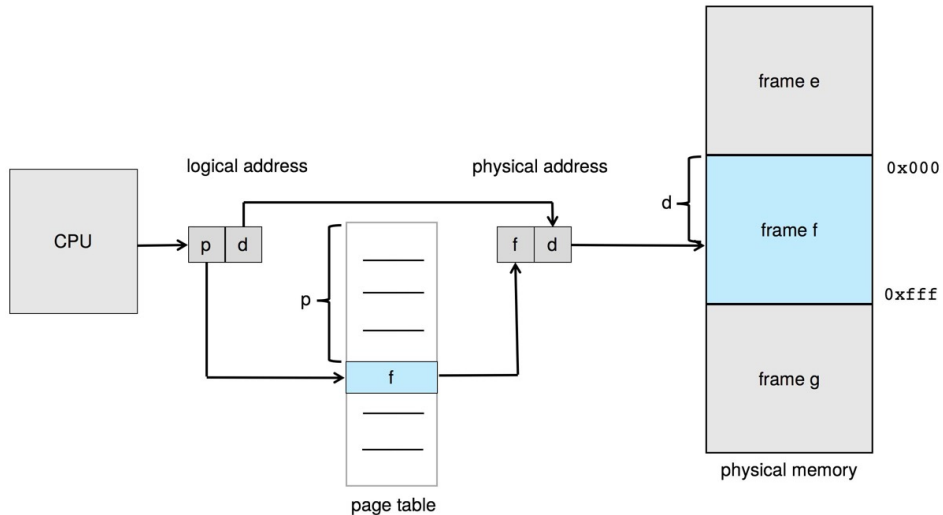 frame e
logical address
physical address
0x000
d
CPU
p d
f d
frame f
p
0xfff
f
frame g
physical memory
page table